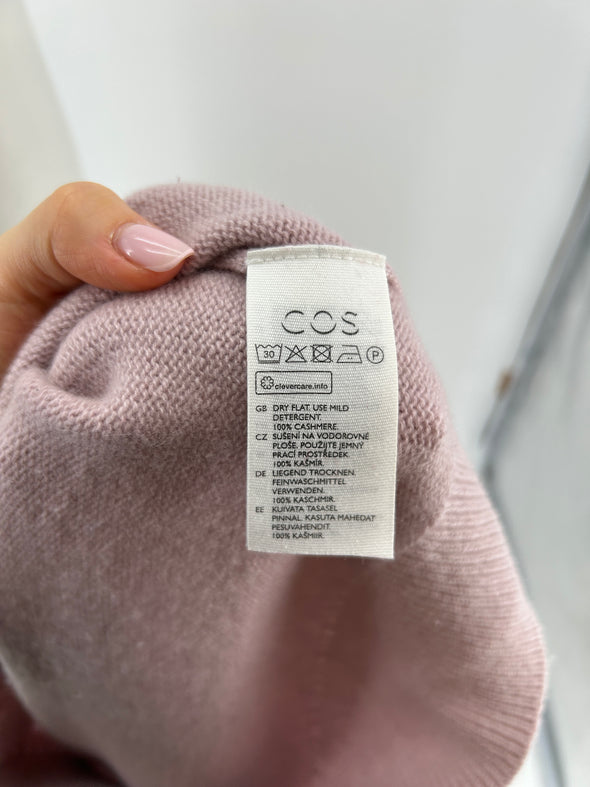 COS
30 P
clevercare.info
GB DRY FLAT. USE MILD
DETERGENT.
100% CASHMERE.
CZ SUŠENÍ NA VODOROVNÉ
PLOŠE. POUŽIJTE JEMNÝ
PRACÍ PROSTŘEDEK.
100% KAŠMÍR.
DE LIEGEND TROCKNEN.
FEINWASCHMITTEL
VERWENDEN.
100% KASCHMIR.
EE KUIVATA TASASEL
PINNAL. KASUTA MAHEDAT
PESUVAHENDIT.
100% KAŠMIIR.